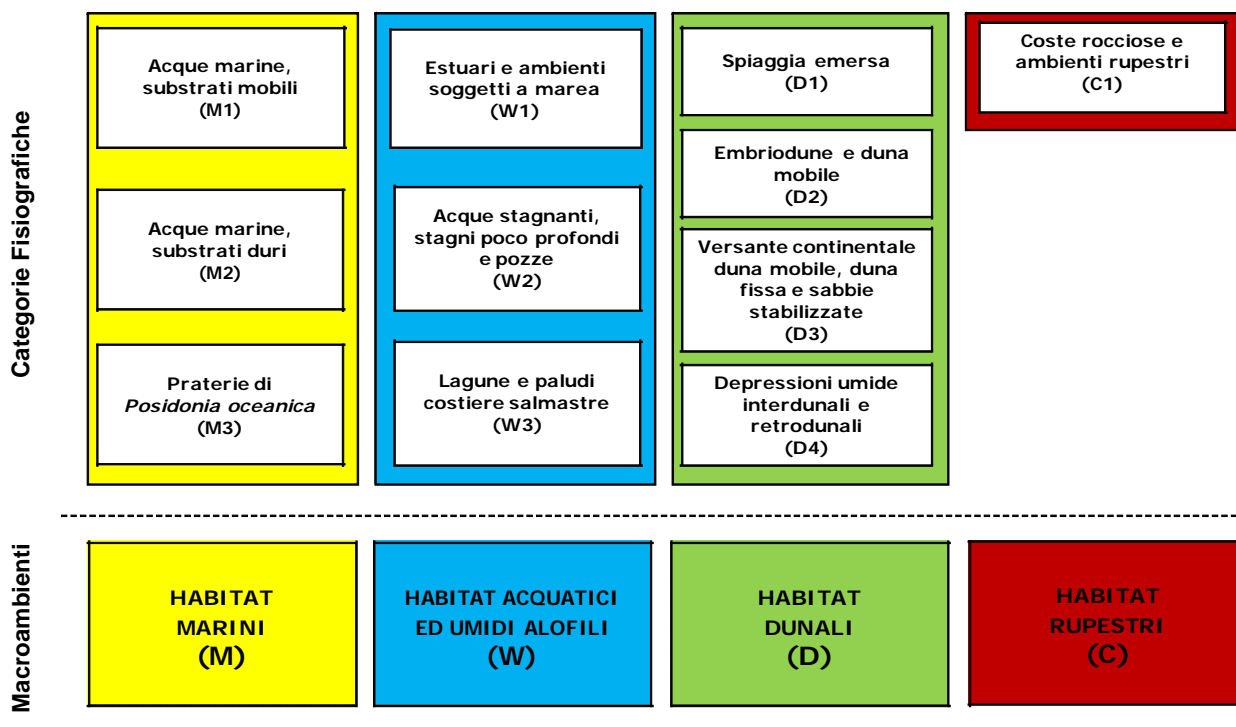 Categorie Fisiografiche
Acque marine,
substrati mobili
(M1)
Acque marine,
substrati duri
(M2)
Praterie di
Posidonia oceanica
(M3)
Estuari e ambienti
soggetti a marea
(W1)
Acque stagnanti,
stagni poco profondi
e pozze
(W2)
Lagune e paludi
costiere salmastre
(W3)
Spiaggia emersa
(D1)
Embriodune e duna
mobile
(D2)
Versante continentale
duna mobile, duna
fissa e sabbie
stabilizzate
(D3)
Depressioni umide
interdunali e
retrodunali
(D4)
Coste rocciose e
ambienti rupestri
(C1)
Macroambienti
HABITAT
MARINI
(M)
HABITAT ACQUATICI
ED UMIDI ALOFILI
(W)
HABITAT
DUNALI
(D)
HABITAT
RUPESTRI
(C)